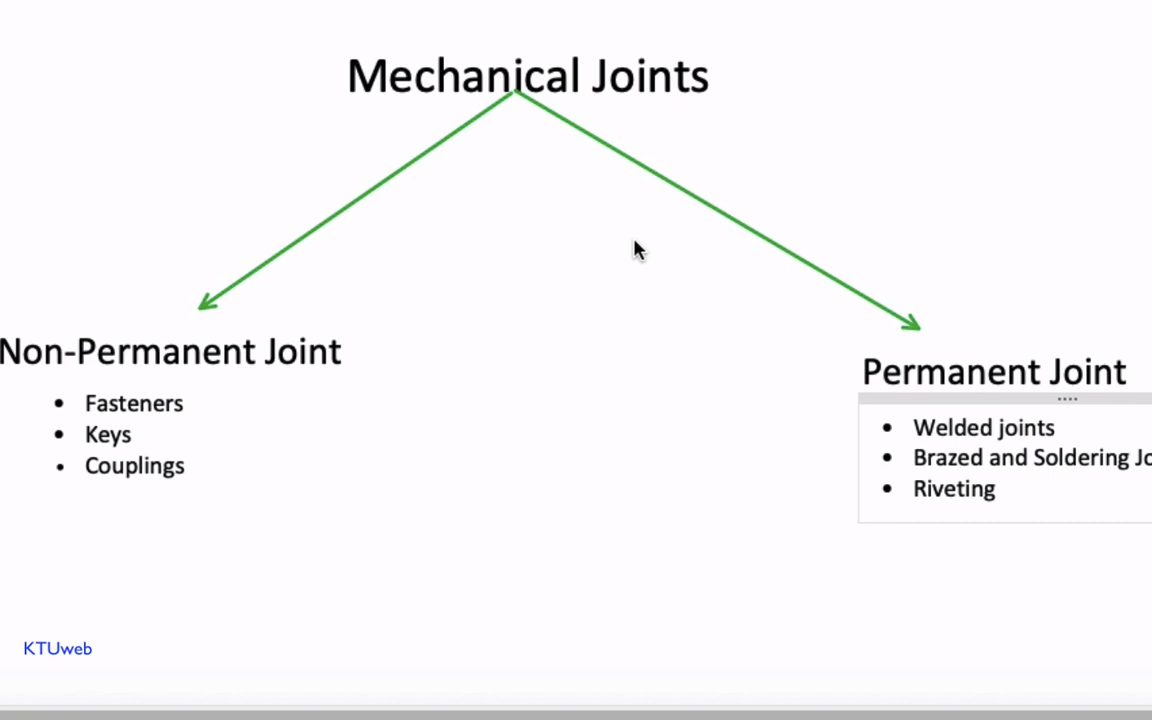 Mechanical Joints
Non-Permanent Joint
• Fasteners
• Keys
• Couplings
Permanent Joint
• Welded joints
• Brazed and Soldering
• Riveting
KTUweb